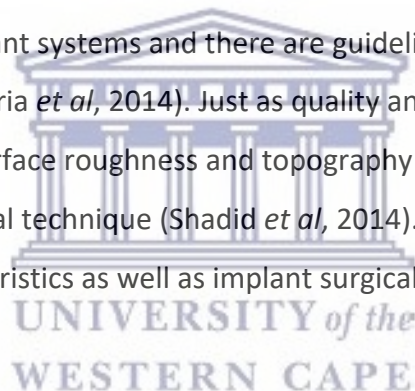 ant systems and there are guideli
ria et al, 2014). Just as quality an
rface roughness and topography
al technique (Shadid et al, 2014).
ristics as well as implant surgical
UNIVERSITY of the
WESTERN CAPE